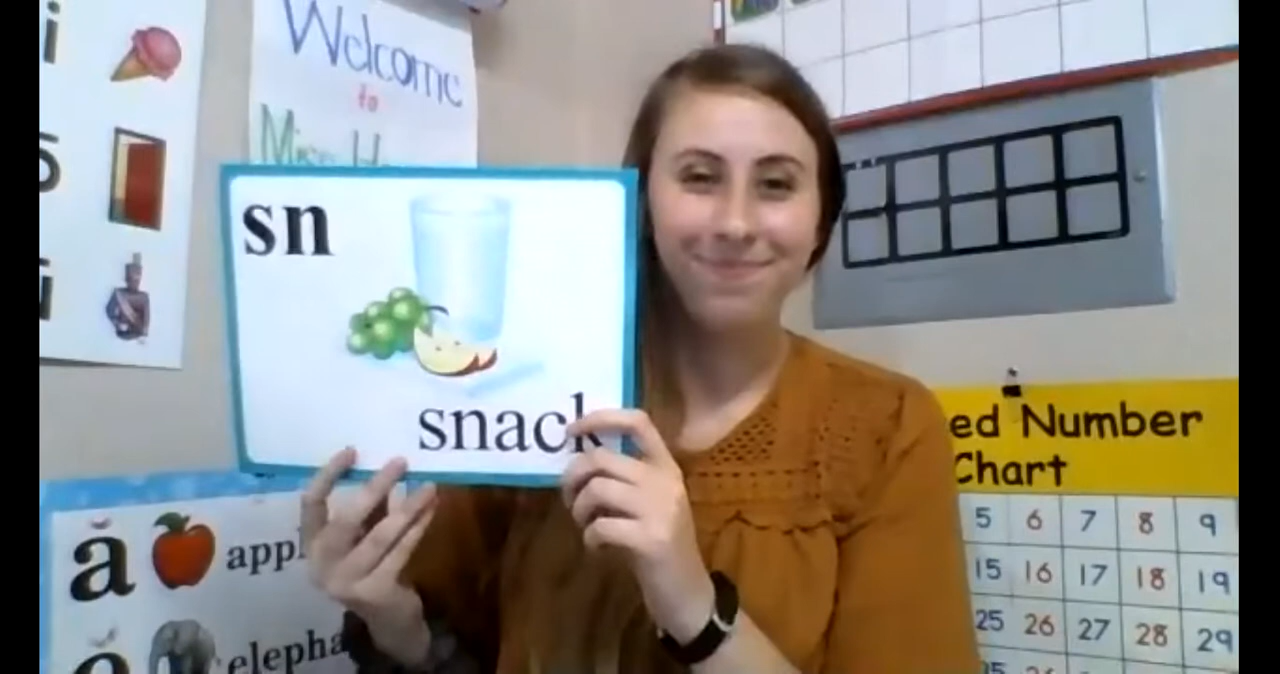 Welcome
to
Miss
sn
snack
ă
elepha
ed Number
Chart
5 6 7 8 9
15 16 17 18 19
25 26 27 28 29